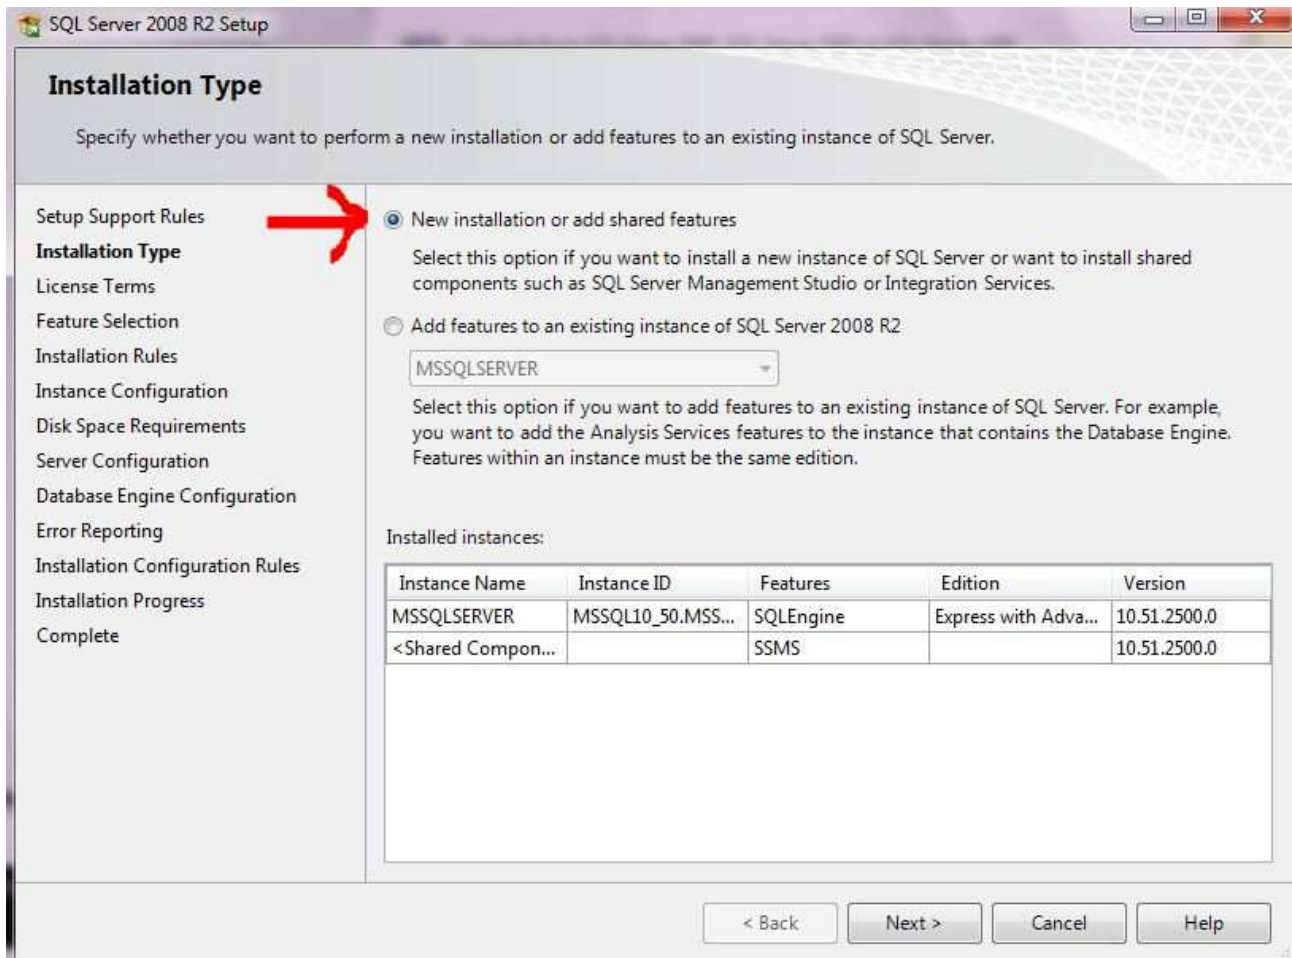 SQL Server 2008 R2 Setup
Installation Type
Specify whether you want to perform a new installation or add features to an existing instance of SQL Server.
Setup Support Rules
Installation Type
License Terms
Feature Selection
Installation Rules
Instance Configuration
Disk Space Requirements
Server Configuration
Database Engine Configuration
Error Reporting
Installation Configuration Rules
Installation Progress
Complete
New installation or add shared features
Select this option if you want to install a new instance of SQL Server or want to install shared
components such as SQL Server Management Studio or Integration Services.
Add features to an existing instance of SQL Server 2008 R2
MSSQLSERVER
Select this option if you want to add features to an existing instance of SQL Server. For example,
you want to add the Analysis Services features to the instance that contains the Database Engine.
Features within an instance must be the same edition.
Installed instances:
Instance Name Instance ID Features Edition Version
MSSQLSERVER MSSQL10_50.MSS... SQLEngine Express with Adva... 10.51.2500.0
<Shared Compon... SSMS 10.51.2500.0
< Back Next > Cancel Help